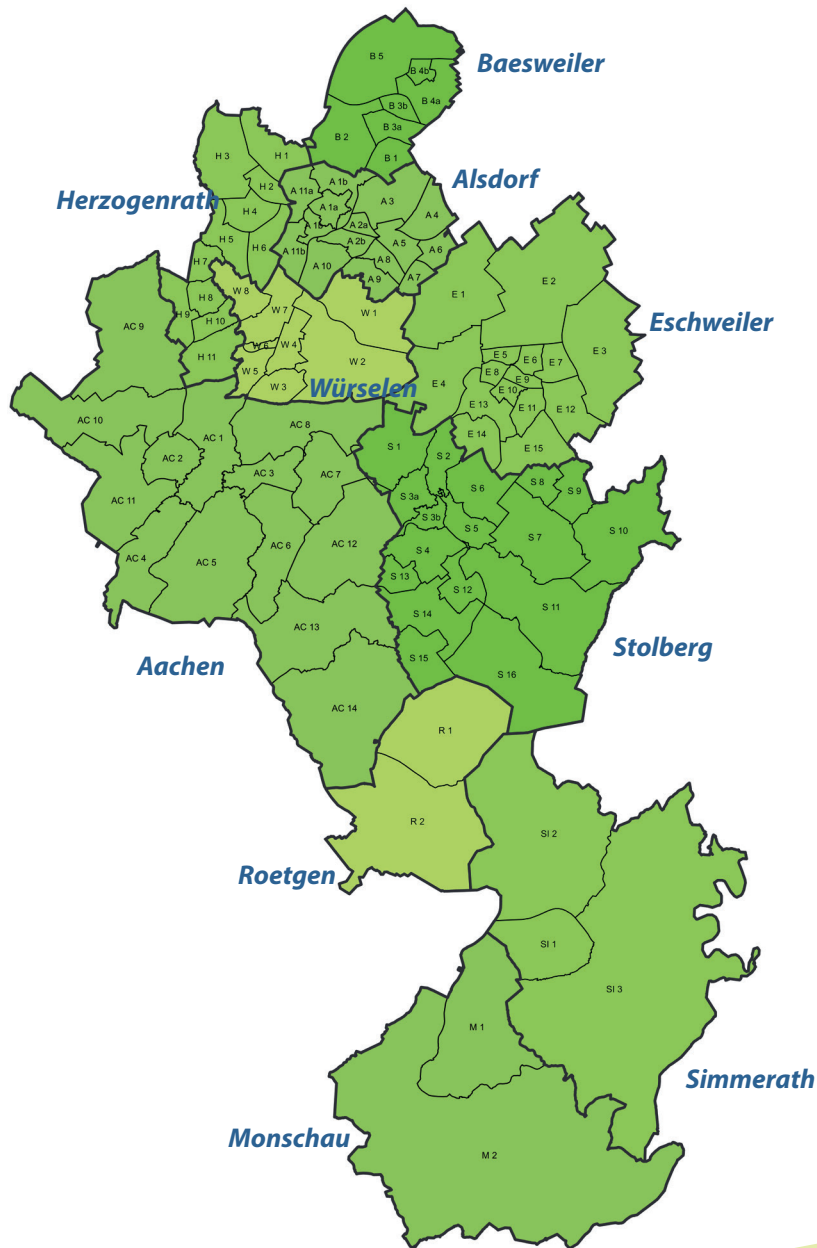 B 5
Baesweiler
B 4b
B 4a
B 3b
B 3a
B 2
B 1
H 3
H 1
H 2
Herzogenrath
H 4
H 5
H 6
H 7
H 8
H 9
H 10
H 11
Alsdorf
A 11a
A 1b
A 1a
A 3
A 4
A 1b
A 2a
A 2b
A 5
A 6
A 11b
A 10
A 8
A 9
A 7
E 1
E 2
Eschweiler
E 3
E 5
E 6
E 7
E 8
E 9
E 10
E 4
E 13
E 11
E 12
E 14
E 15
W 8
W 7
W 1
W 6
W 4
W 2
W 5
W 3
Würselen
AC 9
AC 10
AC 1
AC 8
AC 2
AC 3
AC 7
AC 11
AC 6
AC 12
AC 4
AC 5
AC 13
Aachen
AC 14
S 1
S 2
S 3a
S 6
S 8
S 9
S 3b
S 5
S 10
S 4
S 7
S 13
S 12
S 14
S 11
S 15
S 16
Stolberg
R 1
R 2
Roetgen
SI 2
SI 1
SI 3
Simmerath
M 1
Monschau
M 2